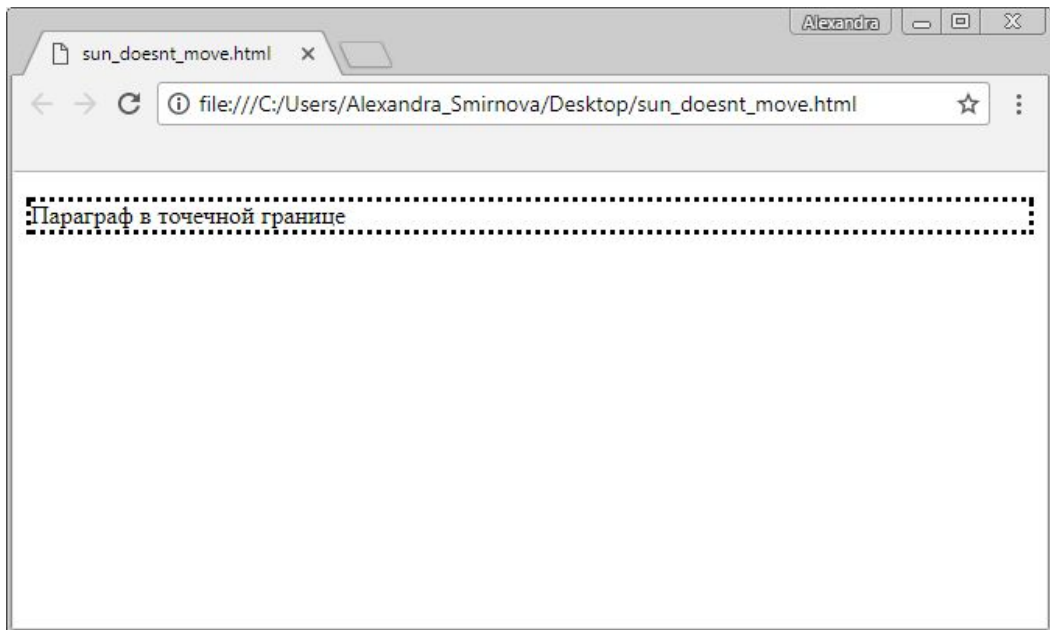 Alexandra
sun_doesnt_move.html
file:///C:/Users/Alexandra_Smirnova/Desktop/sun_doesnt_move.html
Параграф в точечной границе